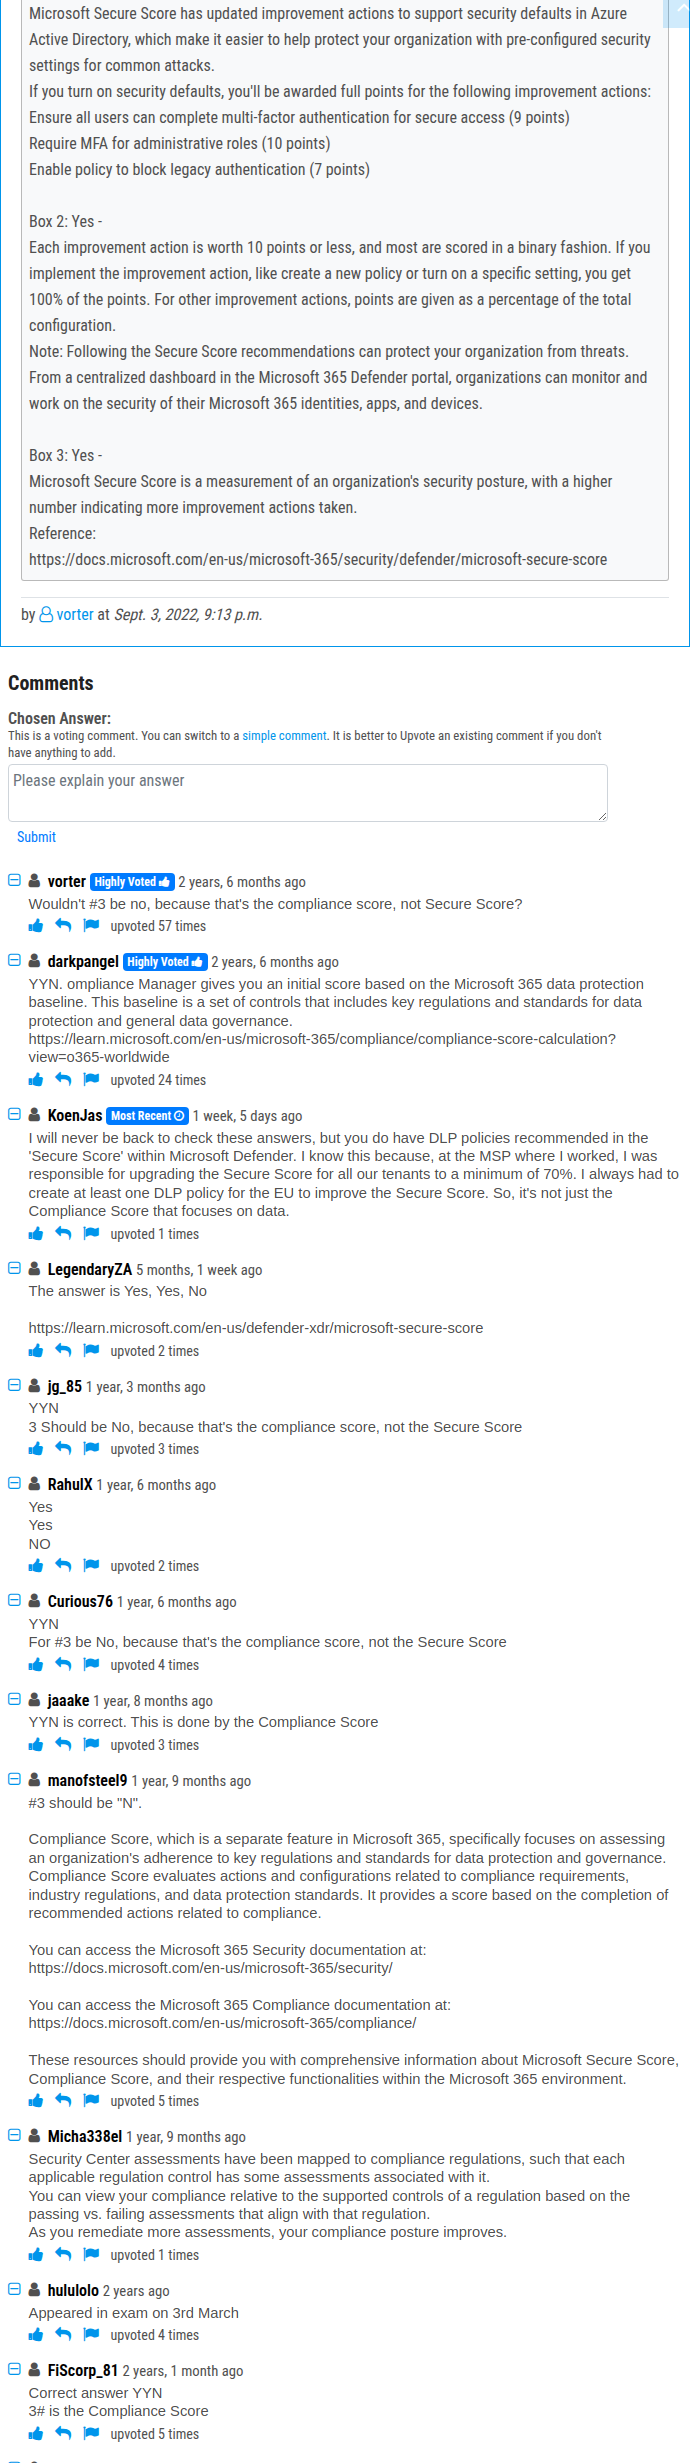 Microsoft Secure Score has updated improvement actions to support security defaults in Azure
Active Directory, which make it easier to help protect your organization with pre-configured security
settings for common attacks.
If you turn on security defaults, you'll be awarded full points for the following improvement actions:
Ensure all users can complete multi-factor authentication for secure access (9 points)
Require MFA for administrative roles (10 points)
Enable policy to block legacy authentication (7 points)
Box 2: Yes -
Each improvement action is worth 10 points or less, and most are scored in a binary fashion. If you
implement the improvement action, like create a new policy or turn on a specific setting, you get
100% of the points. For other improvement actions, points are given as a percentage of the total
configuration.
Note: Following the Secure Score recommendations can protect your organization from threats.
From a centralized dashboard in the Microsoft 365 Defender portal, organizations can monitor and
work on the security of their Microsoft 365 identities, apps, and devices.
Box 3: Yes -
Microsoft Secure Score is a measurement of an organization's security posture, with a higher
number indicating more improvement actions taken.
Reference:
https://docs.microsoft.com/en-us/microsoft-365/security/defender/microsoft-secure-score
by vorter at Sept. 3, 2022, 9:13 p.m.
Comments
Chosen Answer:
This is a voting comment. You can switch to a simple comment. It is better to Upvote an existing comment if you don't
have anything to add.
Please explain your answer
Submit
vorter Highly Voted 2 years, 6 months ago
Wouldn't #3 be no, because that's the compliance score, not Secure Score?
upvoted 57 times
darkpangel Highly Voted 2 years, 6 months ago
YYN. ompliance Manager gives you an initial score based on the Microsoft 365 data protection
baseline. This baseline is a set of controls that includes key regulations and standards for data
protection and general data governance.
https://learn.microsoft.com/en-us/microsoft-365/compliance/compliance-score-calculation?
view=o365-worldwide
upvoted 24 times
KoenJas Most Recent 1 week, 5 days ago
I will never be back to check these answers, but you do have DLP policies recommended in the
'Secure Score' within Microsoft Defender. I know this because, at the MSP where I worked, I was
responsible for upgrading the Secure Score for all our tenants to a minimum of 70%. I always had to
create at least one DLP policy for the EU to improve the Secure Score. So, it's not just the
Compliance Score that focuses on data.
upvoted 1 times
LegendaryZA 5 months, 1 week ago
The answer is Yes, Yes, No
https://learn.microsoft.com/en-us/defender-xdr/microsoft-secure-score
upvoted 2 times
jg_85 1 year, 3 months ago
YYN
3 Should be No, because that's the compliance score, not the Secure Score
upvoted 3 times
RahulX 1 year, 6 months ago
Yes
Yes
NO
upvoted 2 times
Curious76 1 year, 6 months ago
YYN
For #3 be No, because that's the compliance score, not the Secure Score
upvoted 4 times
jaaake 1 year, 8 months ago
YYN is correct. This is done by the Compliance Score
upvoted 3 times
manofsteel9 1 year, 9 months ago
#3 should be "N".
Compliance Score, which is a separate feature in Microsoft 365, specifically focuses on assessing
an organization's adherence to key regulations and standards for data protection and governance.
Compliance Score evaluates actions and configurations related to compliance requirements,
industry regulations, and data protection standards. It provides a score based on the completion of
recommended actions related to compliance.
You can access the Microsoft 365 Security documentation at:
https://docs.microsoft.com/en-us/microsoft-365/security/
You can access the Microsoft 365 Compliance documentation at:
https://docs.microsoft.com/en-us/microsoft-365/compliance/
These resources should provide you with comprehensive information about Microsoft Secure Score,
Compliance Score, and their respective functionalities within the Microsoft 365 environment.
upvoted 5 times
Micha338el 1 year, 9 months ago
Security Center assessments have been mapped to compliance regulations, such that each
applicable regulation control has some assessments associated with it.
You can view your compliance relative to the supported controls of a regulation based on the
passing vs. failing assessments that align with that regulation.
As you remediate more assessments, your compliance posture improves.
upvoted 1 times
hululolo 2 years ago
Appeared in exam on 3rd March
upvoted 4 times
FiScorp_81 2 years, 1 month ago
Correct answer YYN
3# is the Compliance Score
upvoted 5 times